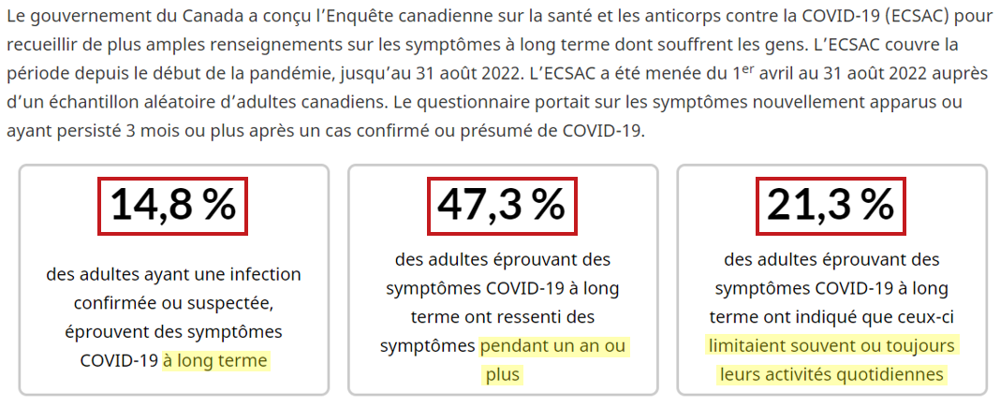 Le gouvernement du Canada a conçu l’Enquête canadienne sur la santé et les anticorps contre la COVID-19 (ECSAC) pour
recueillir de plus amples renseignements sur les symptômes à long terme dont souffrent les gens. L’ECSAC couvre la
période depuis le début de la pandémie, jusqu’au 31 août 2022. L’ECSAC a été menée du 1er avril au 31 août 2022 auprès
d’un échantillon aléatoire d’adultes canadiens. Le questionnaire portait sur les symptômes nouvellement apparus ou
ayant persisté 3 mois ou plus après un cas confirmé ou présumé de COVID-19.
14,8 %
des adultes ayant une infection
confirmée ou suspectée,
éprouvent des symptômes
COVID-19 à long terme
47,3 %
des adultes éprouvant des
symptômes COVID-19 à long
terme ont ressenti des
symptômes pendant un an ou
plus
21,3 %
des adultes éprouvant des
symptômes COVID-19 à long
terme ont indiqué que ceux-ci
limitaient souvent ou toujours
leurs activités quotidiennes